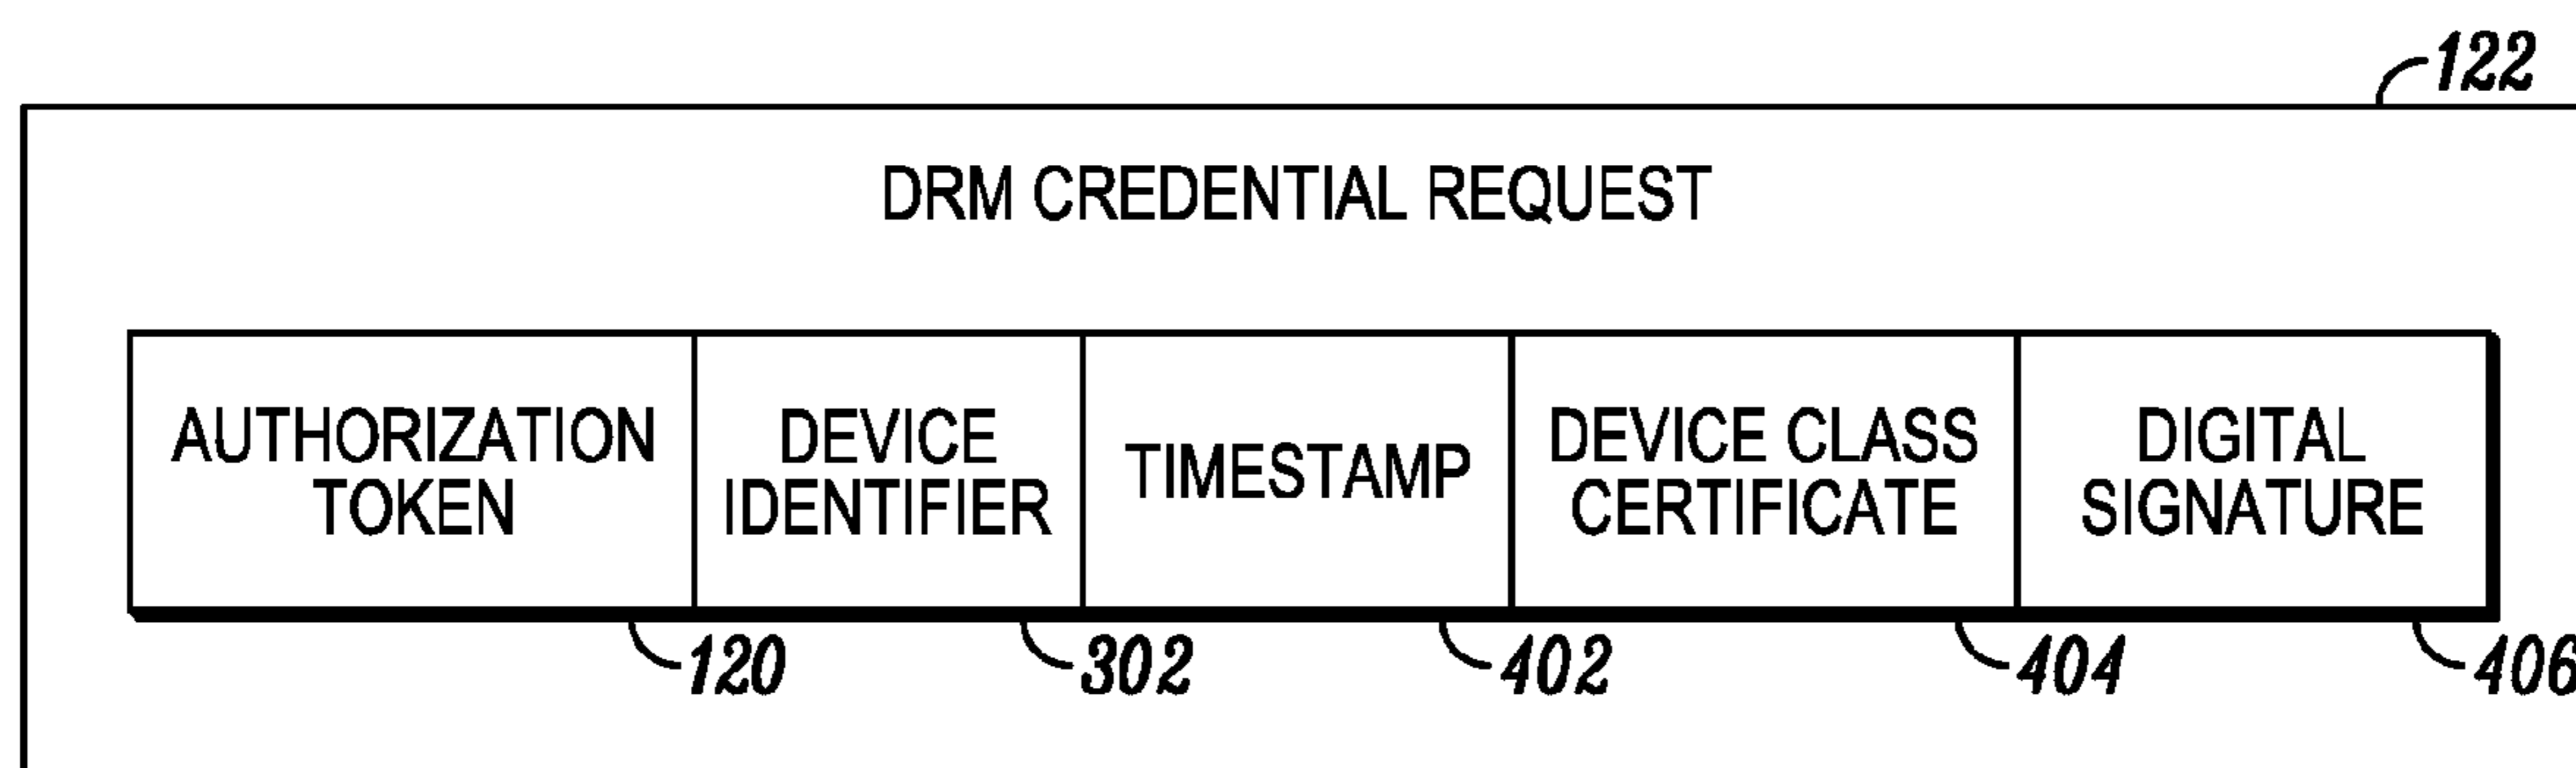 122
DRM CREDENTIAL REQUEST
AUTHORIZATION
TOKEN
DEVICE
IDENTIFIER
TIMESTAMP
DEVICE CLASS
CERTIFICATE
DIGITAL
SIGNATURE
120
302
402
404
406